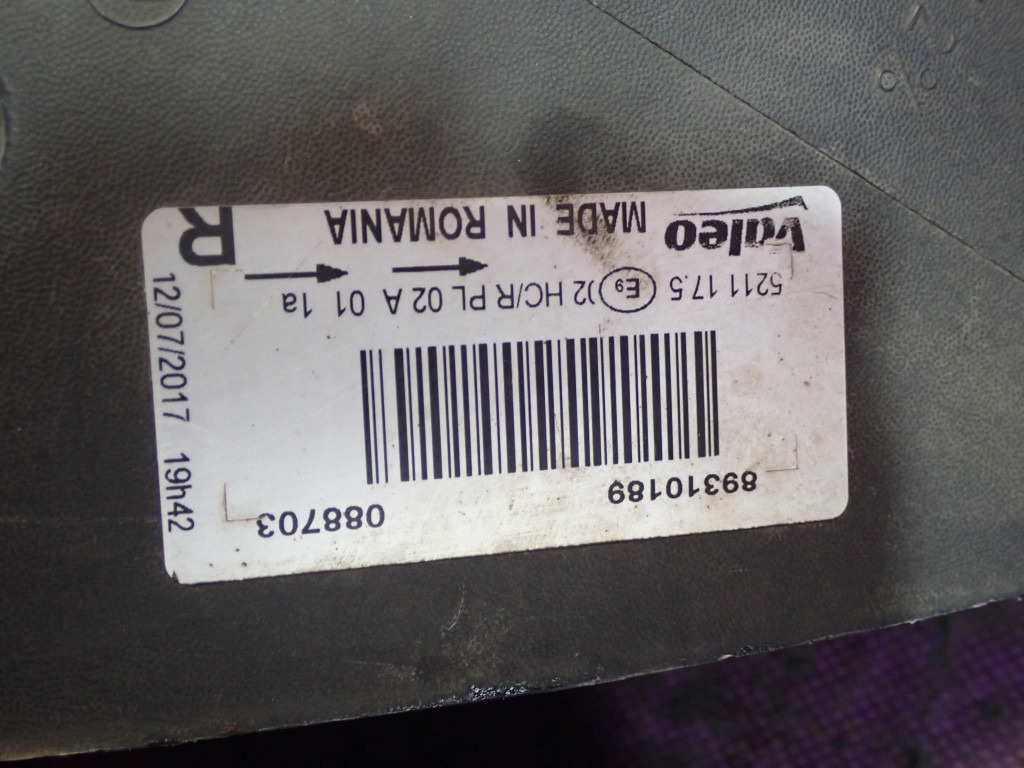 89310189 088703
5211 17.5 E9 02 HC/R PL 02 A 01 1a
→ →
Valeo MADE IN ROMANIA R
12/07/2017 19h42